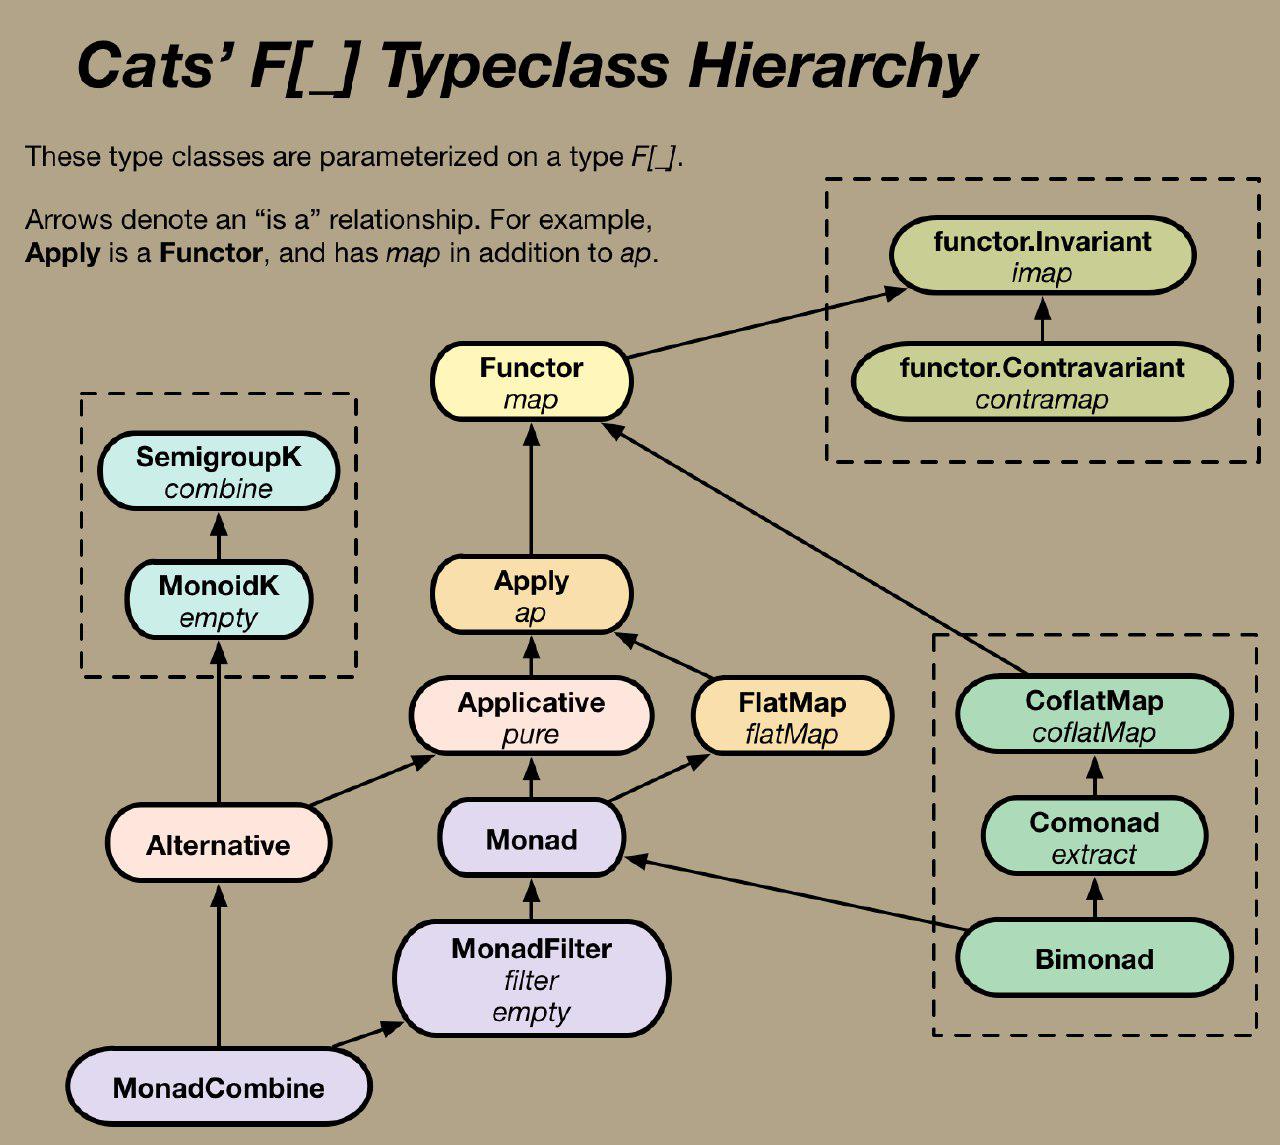 Cats’ F[_] Typeclass Hierarchy
These type classes are parameterized on a type F[_].
Arrows denote an “is a” relationship. For example,
Apply is a Functor, and has map in addition to ap.
functor.Invariant
imap
functor.Contravariant
contramap
Functor
map
SemigroupK
combine
MonoidK
empty
Apply
ap
Applicative
pure
FlatMap
flatMap
CoflatMap
coflatMap
Alternative
Monad
Comonad
extract
MonadFilter
filter
empty
Bimonad
MonadCombine